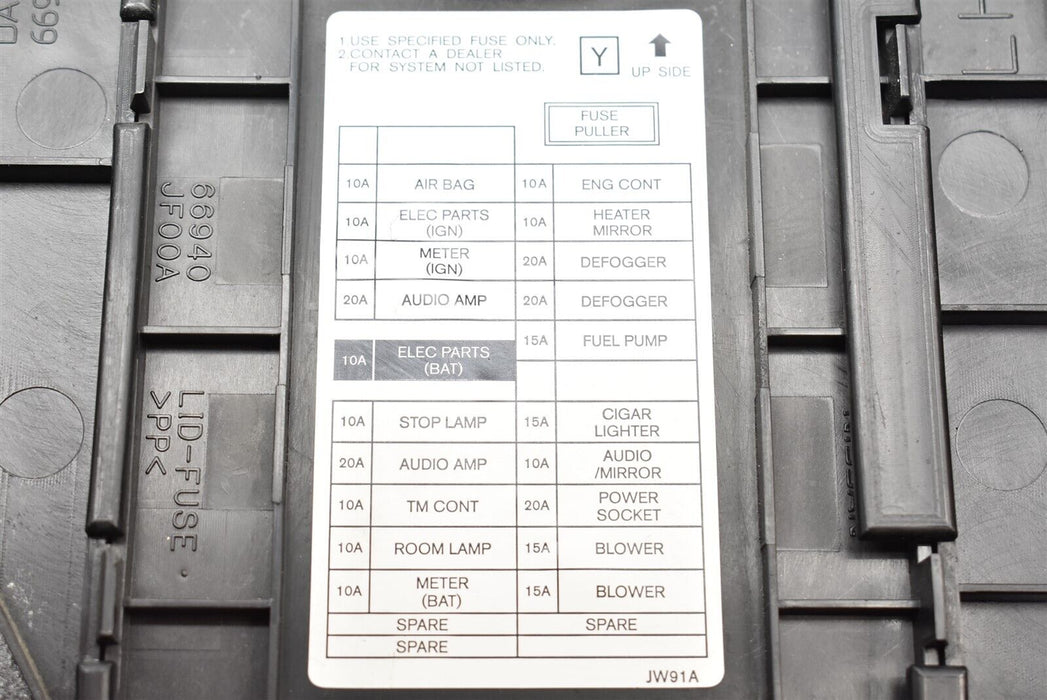 1 USE SPECIFIED FUSE ONLY.
2.CONTACT A DEALER
FOR SYSTEM NOT LISTED.
Y
UP SIDE
FUSE
PULLER
10A AIR BAG 10A ENG CONT
10A ELEC PARTS
(IGN) 10A HEATER
MIRROR
10A METER
(IGN) 20A DEFOGGER
20A AUDIO AMP 20A DEFOGGER
15A FUEL PUMP
10A ELEC PARTS
(BAT)
10A STOP LAMP 15A CIGAR
LIGHTER
20A AUDIO AMP 10A AUDIO
/MIRROR
10A TM CONT 20A POWER
SOCKET
10A ROOM LAMP 15A BLOWER
10A METER
(BAT) 15A BLOWER
SPARE SPARE
SPARE
JW91A
66940
JF00A
LID-FUSE
>PP<
LH